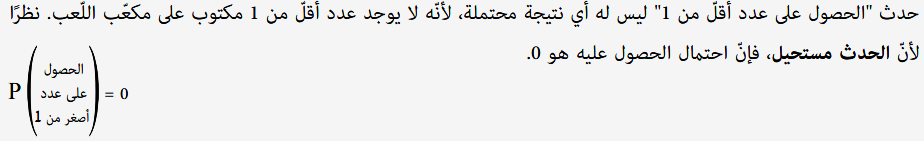 حدث "الحصول على عدد أقلّ من 1" ليس له أي نتيجة محتملة، لأنّه لا يوجد عدد أقلّ من 1 مكتوب على مكعّب اللّعب. نظرًا
لأنّ الحدث مستحيل، فإنّ احتمال الحصول عليه هو 0.
الحصول
P على عدد = 0
أصغر من 1